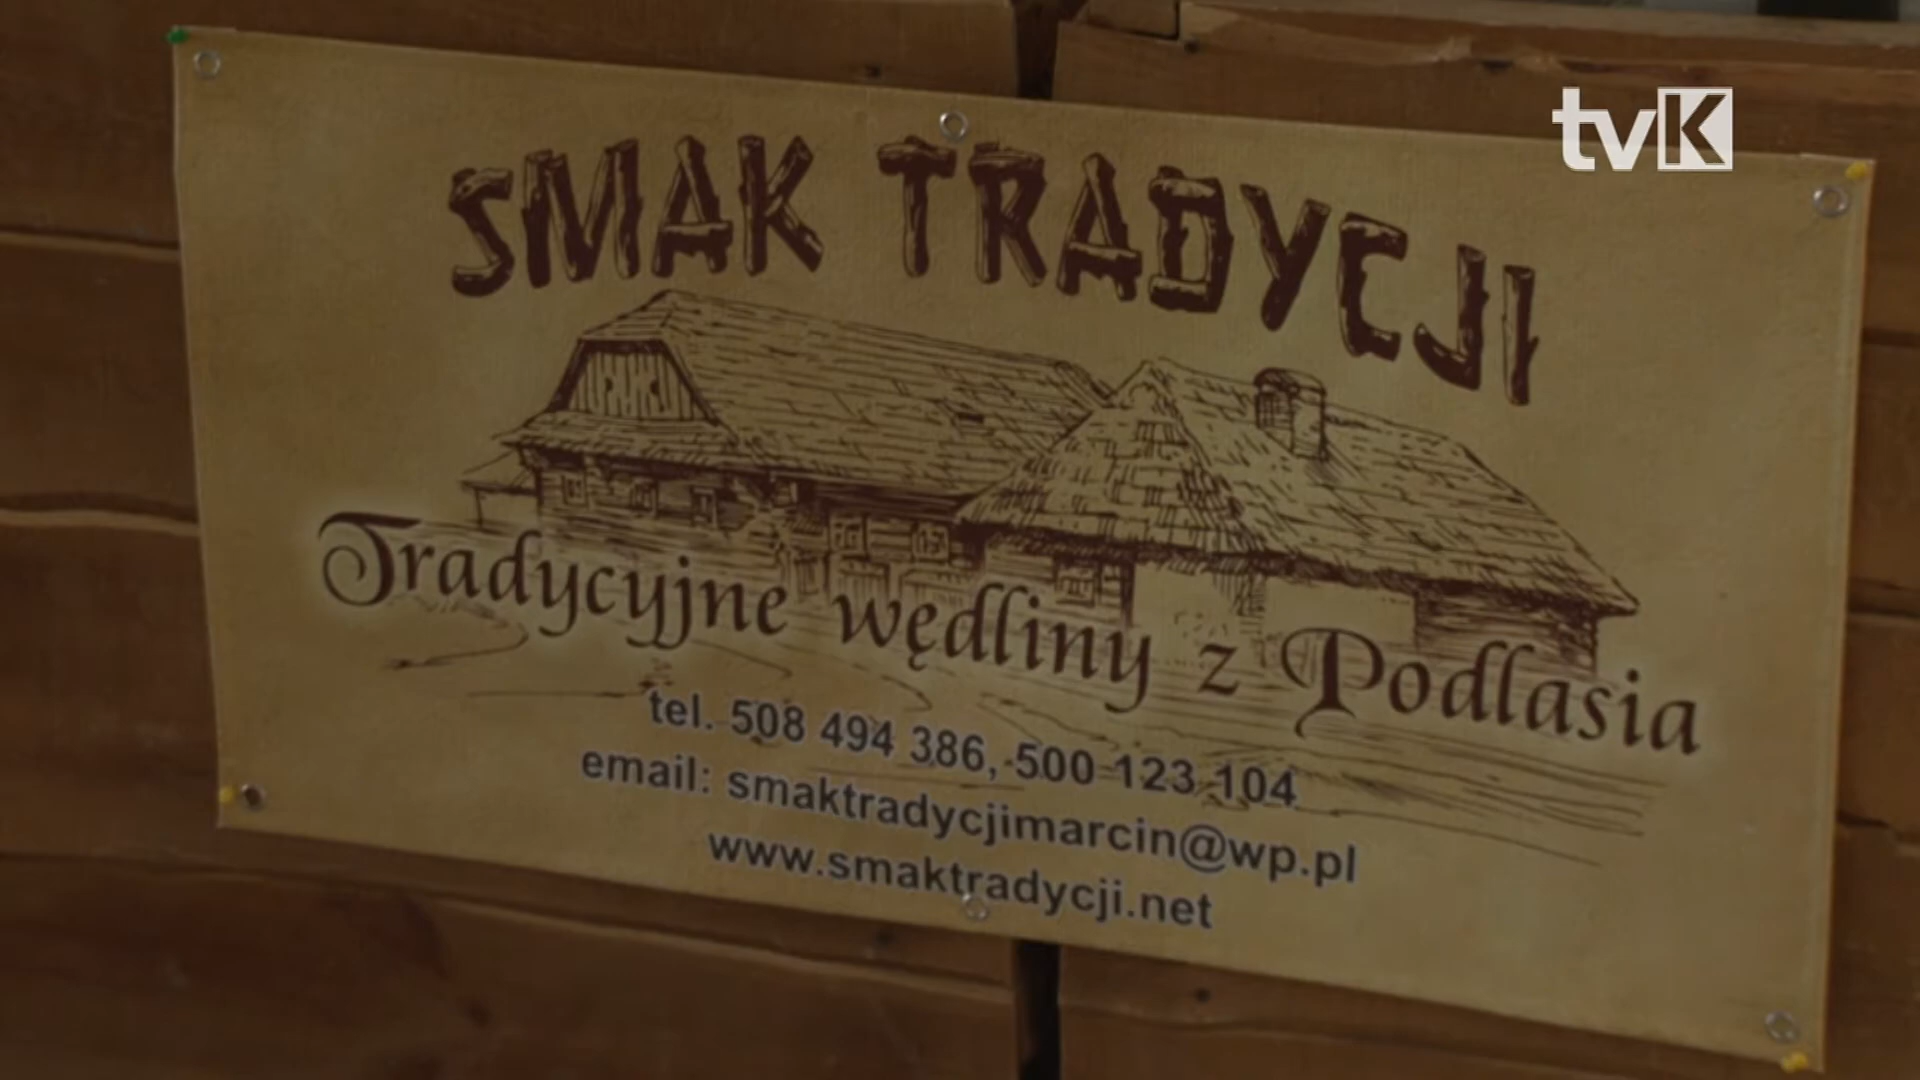 tvK
SMAK TRADYCJI
Tradycyjne wędliny z Podlasia
tel. 508 494 386, 500 123 104
email: smaktradycjimarcin@wp.pl
www.smaktradycji.net